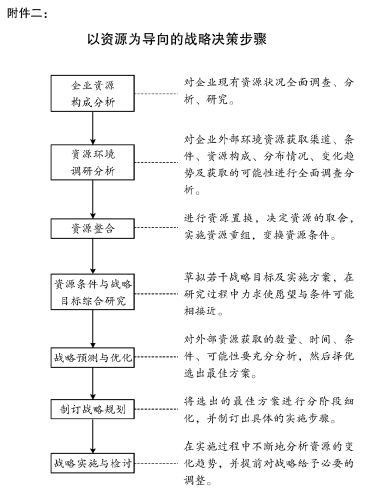 附件二：
以资源为导向的战略决策步骤
企业资源
构成分析
对企业现有资源状况全面调查、分
析、研究。
资源环境
调研分析
对企业外部环境资源获取渠道、条
件、资源构成、分布情况、变化趋
势及获取的可能性进行全面调查分
析。
资源整合
进行资源置换，决定资源的取舍，
实施资源重组，变换资源条件。
资源条件与战略
目标综合研究
草拟若干战略目标及实施方案，在
研究过程中力求使愿望与条件可能
相接近。
战略预测与优化
对外部资源获取的数量、时间、条
件、可能性要充分分析，然后择优
选出最佳方案。
制订战略规划
将选出的最佳方案进行分阶段细
化，并制订出具体的实施步骤。
战略实施与检讨
在实施过程中不断地分析资源的变
化趋势，并提前对战略给予必要的
调整。